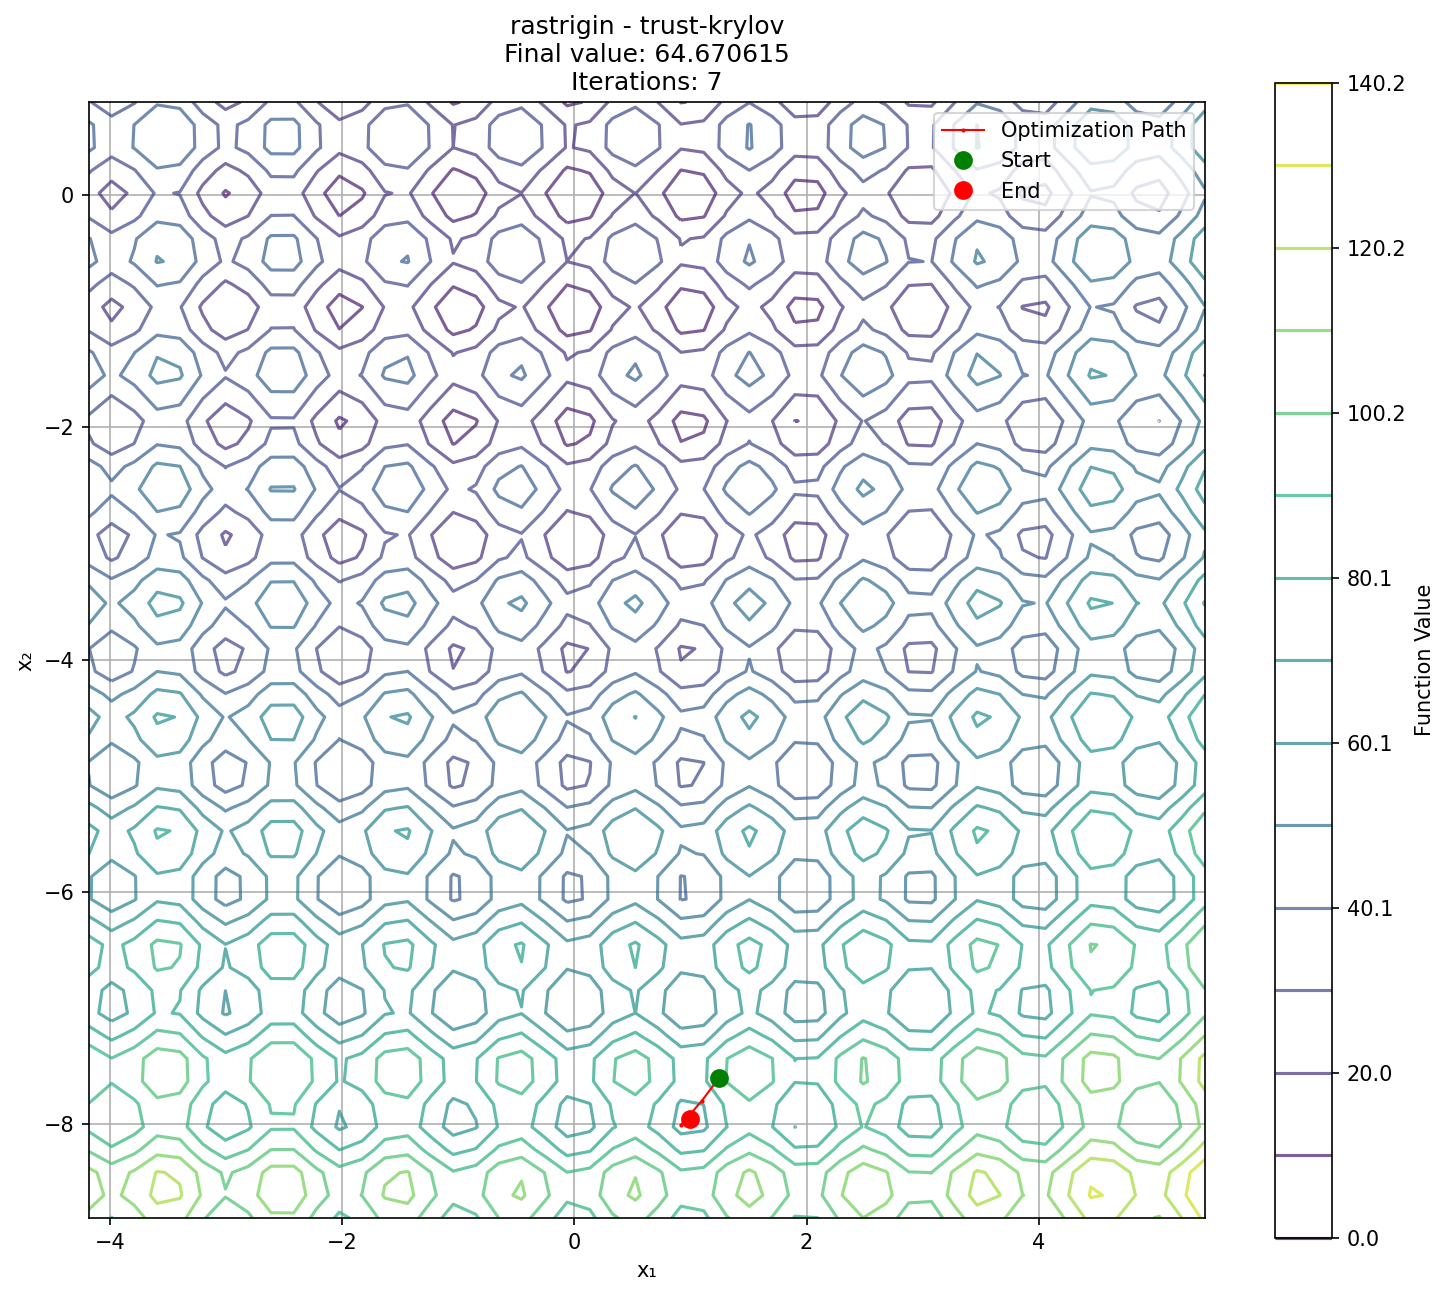 rastrigin - trust-krylov
Final value: 64.670615
Iterations: 7
Optimization Path
Start
End
0
−2
−4
−6
−8
x₂
−4
−2
0
2
4
x₁
140.2
120.2
100.2
80.1
60.1
40.1
20.0
0.0
Function Value